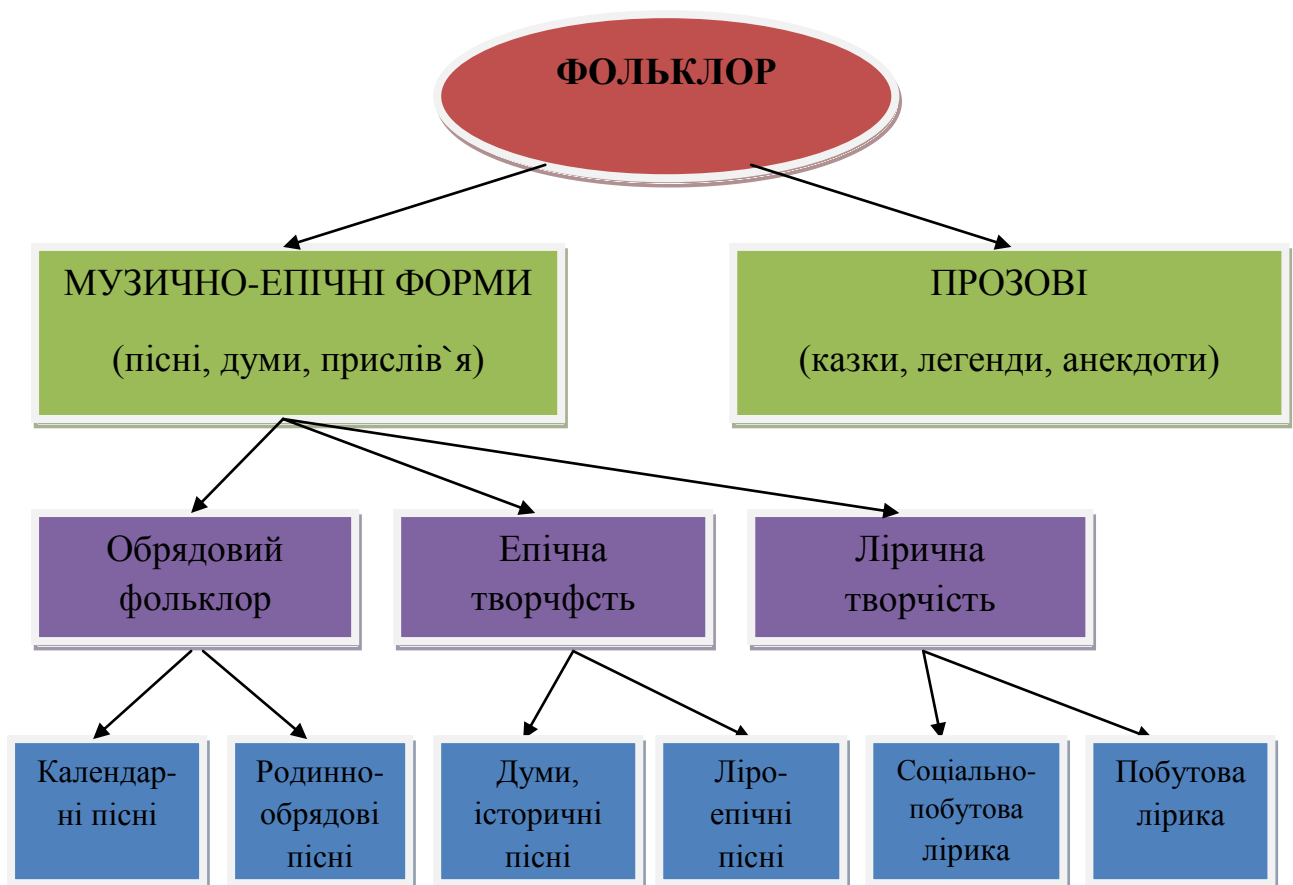 ФОЛЬКЛОР
МУЗИЧНО-ЕПІЧНІ ФОРМИ
(пісні, думи, прислів`я)
ПРОЗОВІ
(казки, легенди, анекдоти)
Обрядовий
фольклор
Епічна
творчфсть
Лірична
творчість
Календар-
ні пісні
Родинно-
обрядові
пісні
Думи,
історичні
пісні
Ліро-
епічні
пісні
Соціально-
побутова
лірика
Побутова
лірика